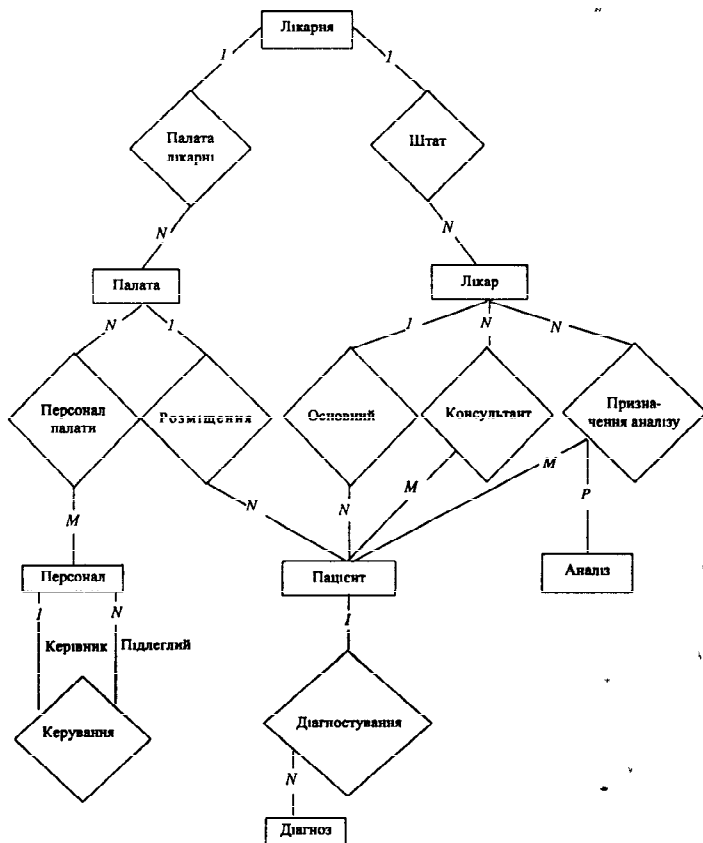 Лікарня
1
1
Палата
лікарні
Штат
N
N
Палата
Лікар
N
1
1
N
N
Персонал
палати
Розміщення
Основний
Консультант
Призна-
чення аналізу
M
N
N
M
M
P
Персонал
Пацієнт
Аналіз
1
N
1
Керівник
Підлеглий
Керування
Діагностування
N
Діагноз